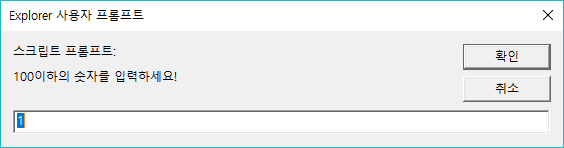 Explorer 사용자 프롬프트
스크립트 프롬프트:
확인
100이하의 숫자를 입력하세요!
취소
1